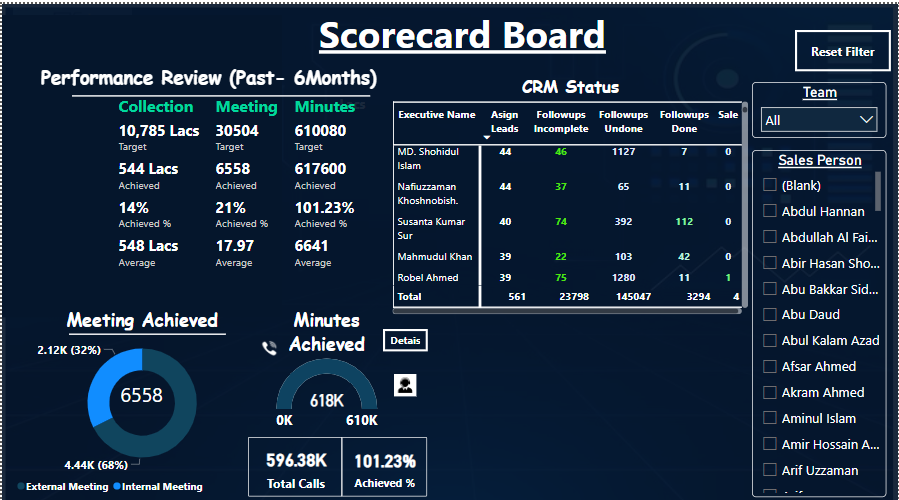 Scorecard Board
Reset Filter
Performance Review (Past- 6Months)
Collection Meeting Minutes
10,785 Lacs 30504 610080
Target Target Target
544 Lacs 6558 617600
Achieved Achieved Achieved
14% 21% 101.23%
Achieved % Achieved % Achieved %
548 Lacs 17.97 6641
Average Average Average
CRM Status
Executive Name Asign Leads Followups Incomplete Followups Undone Followups Done Sale
MD. Shohidul Islam 44 46 1127 7 0
Nafiuzzaman Khoshnobish. 44 37 65 11 0
Susanta Kumar Sur 40 74 392 112 0
Mahmudul Khan 39 22 103 42 0
Robel Ahmed 39 75 1280 11 1
Total 561 23798 145047 3294 4
Team
All
Sales Person
(Blank)
Abdul Hannan
Abdullah Al Fai...
Abir Hasan Sho...
Abu Bakkar Sid...
Abu Daud
Abul Kalam Azad
Afsar Ahmed
Akram Ahmed
Aminul Islam
Amir Hossain A...
Arif Uzzaman
Meeting Achieved
2.12K (32%)
6558
4.44K (68%)
External Meeting Internal Meeting
Minutes
Achieved
Detais
618K
0K 610K
596.38K 101.23%
Total Calls Achieved %